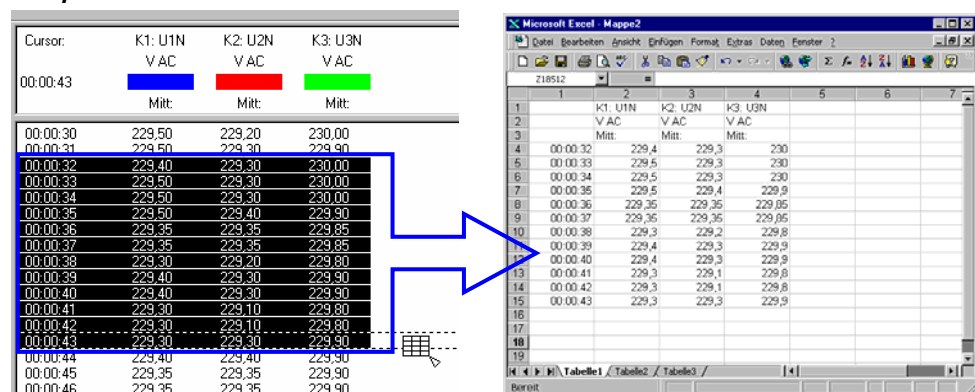 Cursor: K1: U1N K2: U2N K3: U3N
V AC V AC V AC
00:00:43
Mitt: Mitt: Mitt:
00:00:30 229,50 229,20 230,00
00:00:31 229,50 229,30 229,90
00:00:32 229,40 229,30 230,00
00:00:33 229,50 229,30 230,00
00:00:34 229,50 229,30 230,00
00:00:35 229,50 229,40 229,90
00:00:36 229,35 229,35 229,85
00:00:37 229,35 229,35 229,85
00:00:38 229,30 229,20 229,80
00:00:39 229,40 229,30 229,90
00:00:40 229,40 229,30 229,90
00:00:41 229,30 229,10 229,80
00:00:42 229,30 229,10 229,80
00:00:43 229,30 229,30 229,90
00:00:44 229,40 229,40 229,90
00:00:45 229,35 229,35 229,90
00:00:46 229,35 229,35 229,90
Microsoft Excel - Mappe2
Datei Bearbeiten Ansicht Einfügen Format Extras Daten Fenster ?
Z18S12 =
1 2 3 4 5 6 7
1 K1: U1N K2: U2N K3: U3N
2 V AC V AC V AC
3 Mitt: Mitt: Mitt:
4 00:00:32 229,4 229,3 230
5 00:00:33 229,5 229,3 230
6 00:00:34 229,5 229,3 230
7 00:00:35 229,5 229,4 229,9
8 00:00:36 229,35 229,35 229,85
9 00:00:37 229,35 229,35 229,85
10 00:00:38 229,3 229,2 229,8
11 00:00:39 229,4 229,3 229,9
12 00:00:40 229,4 229,3 229,9
13 00:00:41 229,3 229,1 229,8
14 00:00:42 229,3 229,1 229,8
15 00:00:43 229,3 229,3 229,9
16
17
18
19
Tabelle1 Tabelle2 Tabelle3
Bereit